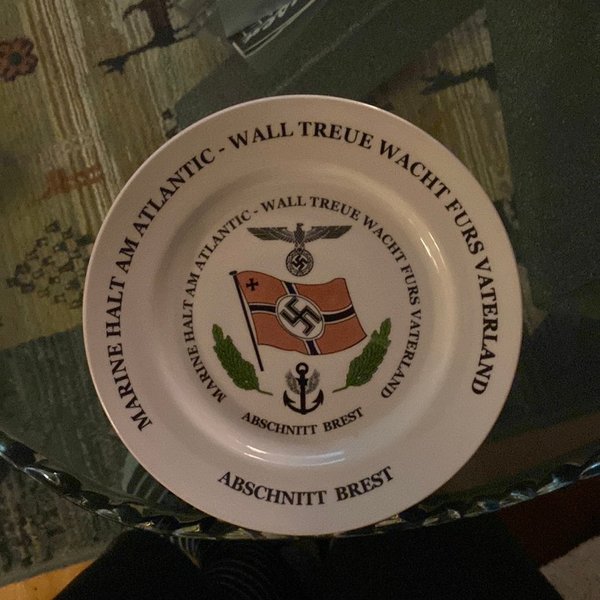 MARINE HALT AM ATLANTIC - WALL TREUE WACHT FURS VATERLAND
MARINE HALT AM ATLANTIC - WALL TREUE WACHT FURS VATERLAND
ABSCHNITT BREST
ABSCHNITT BREST